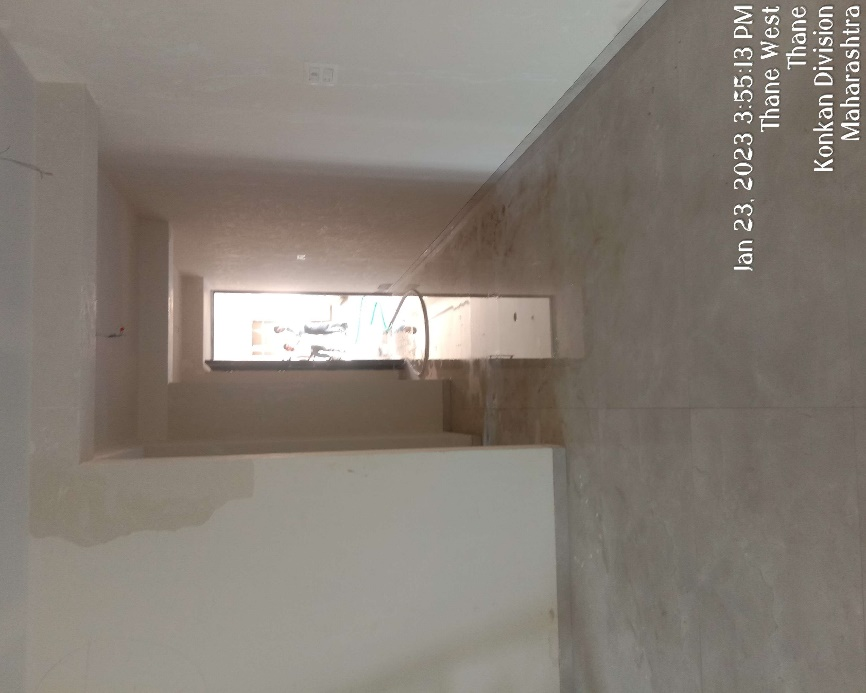 Jan 23, 2023 3:55:13 PM
Thane West
Thane
Konkan Division
Maharashtra